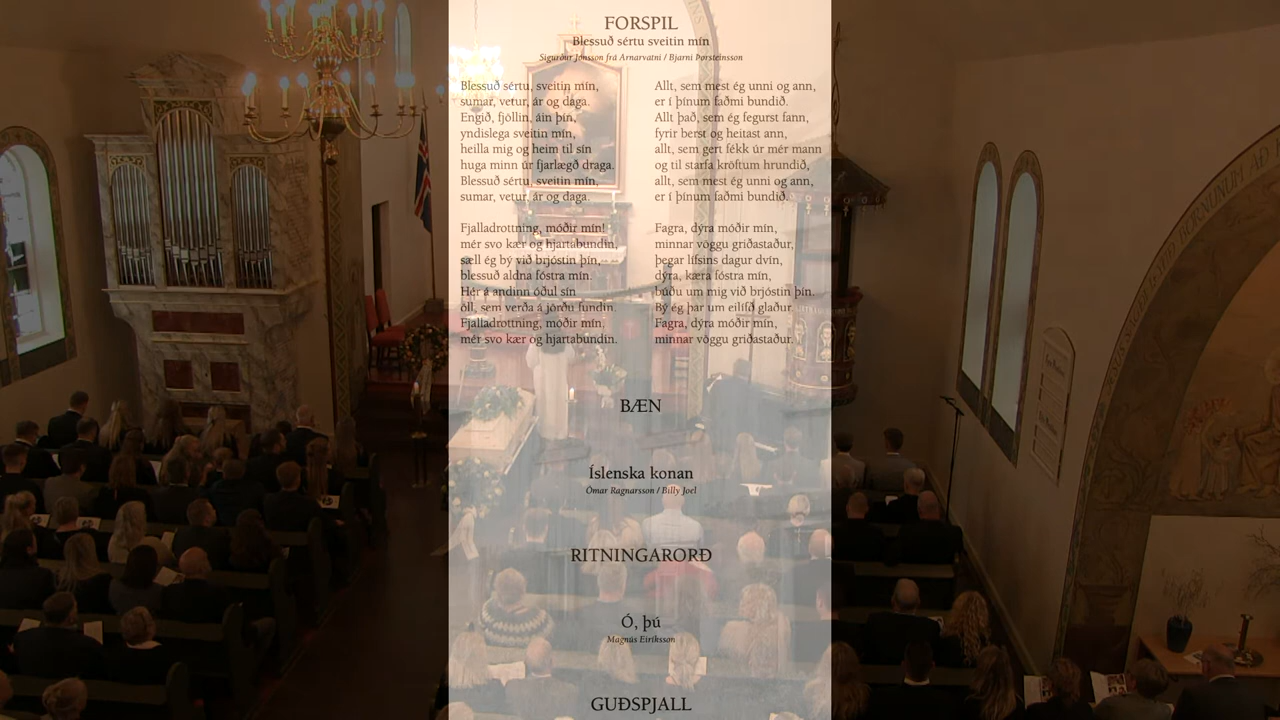 FORSPIL
Blessuð sértu sveitin mín
Sigurður Jónsson frá Arnarvatni / Bjarni Þorsteinsson
Blessuð sértu, sveitin mín,
sumar, vetur, ár og daga.
Engið, fjöllin, áin þín,
yndislega sveitin mín,
heilla mig og heim til sín
huga minn úr fjarlægð draga.
Blessuð sértu, sveitin mín,
sumar, vetur, ár og daga.
Fjalladrottning, móðir mín!
mér svo kær og hjartabundin,
sæll ég bý við brjóstin þín,
blessuð aldna fóstra mín.
Hér á andinn óðul sín
öll, sem verða á jörðu fundin.
Fjalladrottning, móðir mín,
mér svo kær og hjartabundin.
Allt, sem mest ég unni og ann,
er í þínum faðmi bundið.
Allt það, sem ég fegurst fann,
fyrir berst og heitast ann,
allt, sem gert fékk úr mér mann
og til starfa kröftum hrundið,
allt, sem mest ég unni og ann,
er í þínum faðmi bundið.
Fagra, dýra móðir mín,
minnar vöggu griðastaður,
þegar lífsins dagur dvín,
dýra, kæra fóstra mín,
búðu um mig við brjóstin þín.
Bý ég þar um eilífð glaður.
Fagra, dýra móðir mín,
minnar vöggu griðastaður.
BÆN
Íslenska konan
Ómar Ragnarsson / Billy Joel
RITNINGARORÐ
Ó, þú
Magnús Eiríksson
GUÐSPJALL